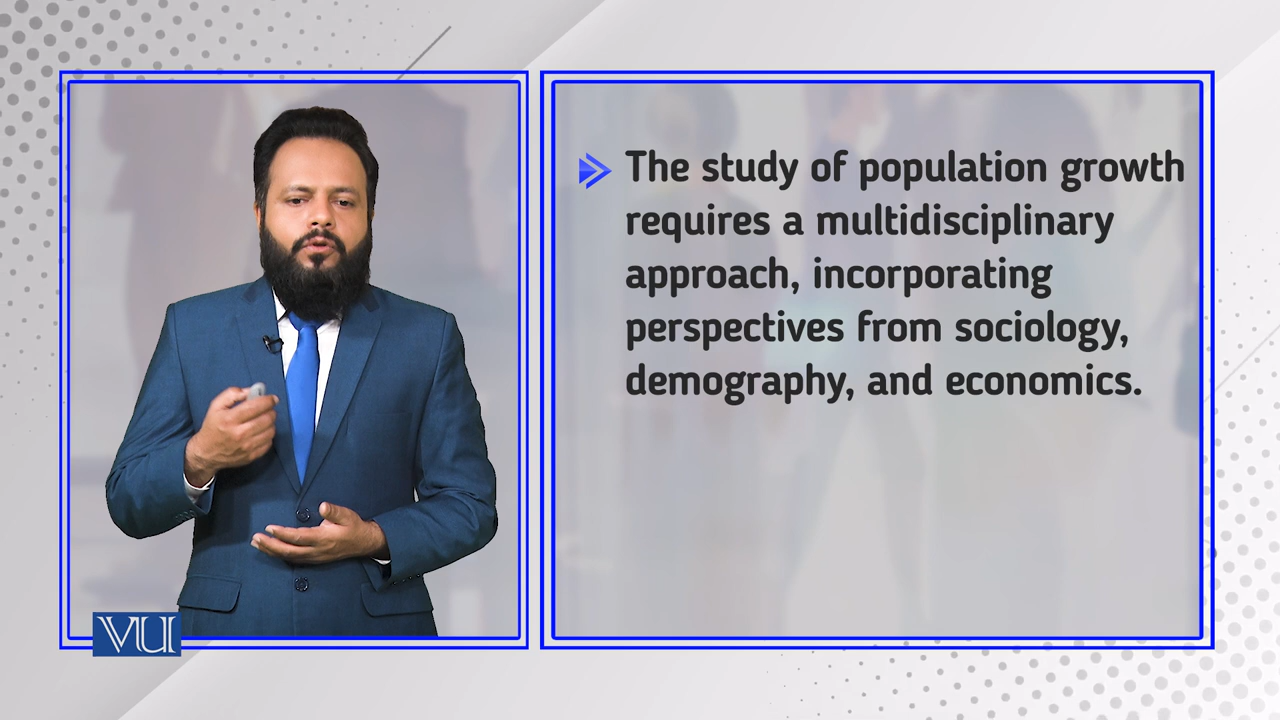 The study of population growth
requires a multidisciplinary
approach, incorporating
perspectives from sociology,
demography, and economics.
VU